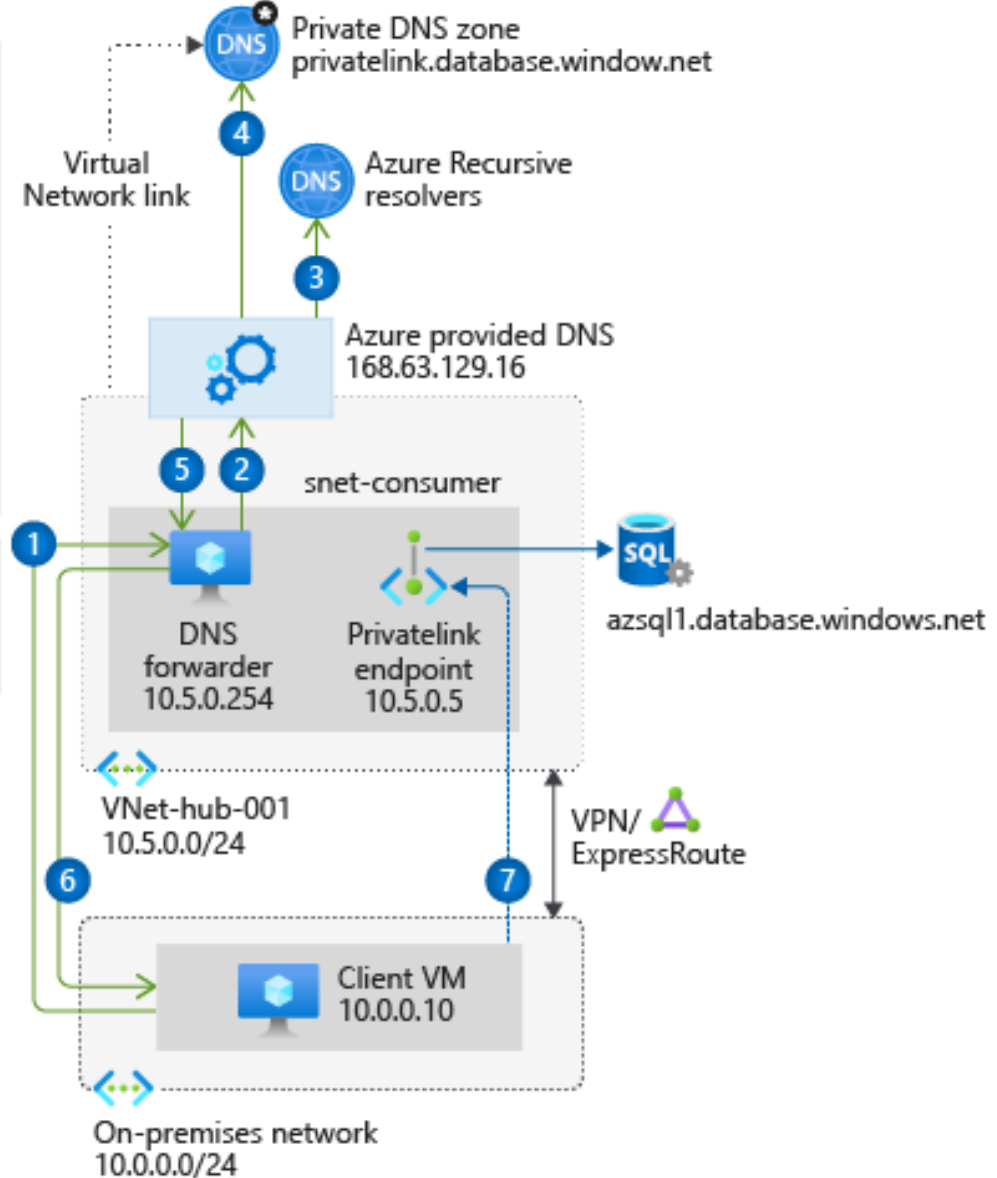 DNS
Private DNS zone
privatelink.database.window.net
4
Virtual
Network link
DNS
Azure Recursive
resolvers
3
Azure provided DNS
168.63.129.16
5
2
snet-consumer
1
SQL
azsql1.database.windows.net
DNS
forwarder
10.5.0.254
Privatelink
endpoint
10.5.0.5
VNet-hub-001
10.5.0.0/24
VPN/
ExpressRoute
6
7
Client VM
10.0.0.10
On-premises network
10.0.0.0/24